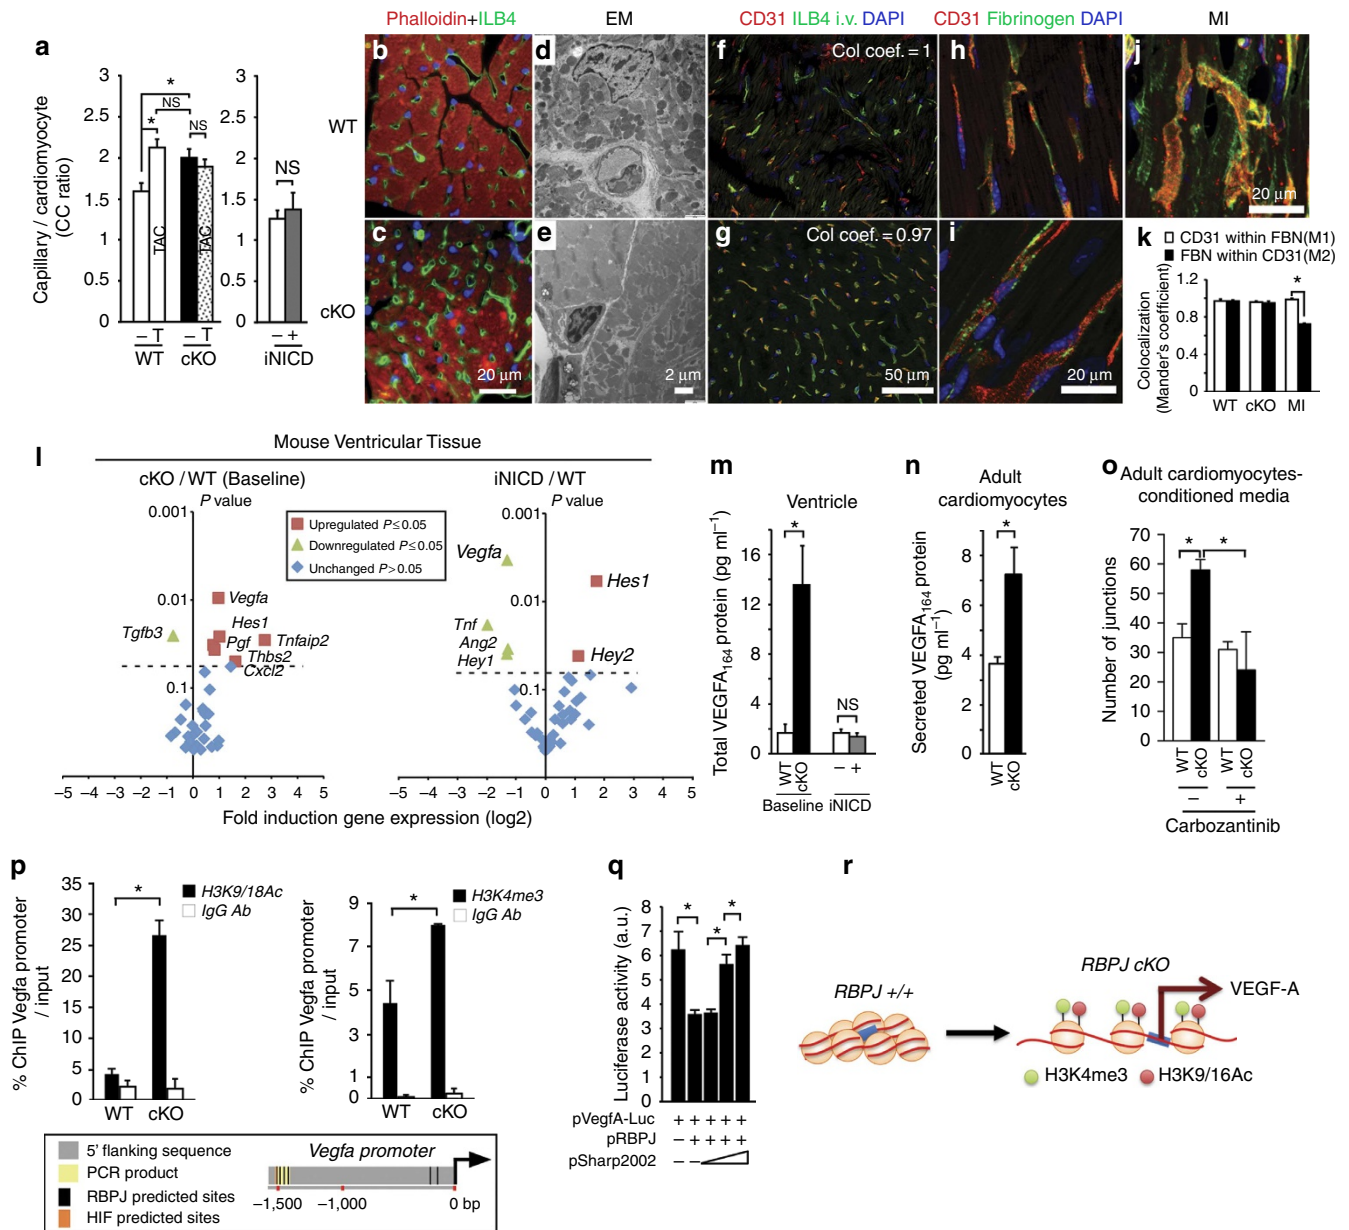 Phalloidin+ILB4
EM
CD31 ILB4 i.v. DAPI
CD31 Fibrinogen DAPI
MI
a
3
2.5
2
1.5
1
0.5
0
Capillary / cardiomyocyte
(CC ratio)
*
NS
*
NS
TAC
TAC
– T
– T
WT
cKO
3
2.5
2
1.5
1
0.5
0
NS
– +
iNICD
WT
cKO
b
c
20 µm
d
e
2 µm
f
Col coef. = 1
g
Col coef. = 0.97
50 µm
h
i
20 µm
j
20 µm
k
CD31 within FBN(M1)
FBN within CD31(M2)
1.2
0.8
0.4
0
Colocalization
(Mander's coefficient)
*
WT cKO MI
l
Mouse Ventricular Tissue
cKO / WT (Baseline)
P value
0.001
0.01
0.1
Vegfa
Hes1
Tgfb3
Pgf
Tnfaip2
Thbs2
Cxcl2
–5 –4 –3 –2 –1 0 1 2 3 4 5
Upregulated P ≤ 0.05
Downregulated P ≤ 0.05
Unchanged P > 0.05
iNICD / WT
P value
0.001
0.01
0.1
Vegfa
Hes1
Tnf
Ang2
Hey1
Hey2
–5 –4 –3 –2 –1 0 1 2 3 4 5
Fold induction gene expression (log2)
m
Ventricle
Total VEGFA164 protein (pg ml–1)
16
12
8
4
0
*
NS
WT
cKO
– +
Baseline iNICD
n
Adult
cardiomyocytes
Secreted VEGFA164 protein
(pg ml–1)
8
6
4
2
0
*
WT
cKO
o
Adult cardiomyocytes-
conditioned media
Number of junctions
70
60
50
40
30
20
10
0
* *
WT
cKO
WT
cKO
– +
Carbozantinib
p
% ChIP Vegfa promoter
/ input
35
30
25
20
15
10
5
0
*
H3K9/18Ac
IgG Ab
WT cKO
% ChIP Vegfa promoter
/ input
9
7
5
3
1
0
*
H3K4me3
IgG Ab
WT cKO
5' flanking sequence
PCR product
RBPJ predicted sites
HIF predicted sites
Vegfa promoter
–1,500 –1,000 0 bp
q
Luciferase activity (a.u.)
8
7
6
5
4
3
2
1
0
*
*
*
pVegfA-Luc + + + + +
pRBPJ – + + + +
pSharp2002 – –
r
RBPJ +/+
RBPJ cKO
VEGF-A
H3K4me3
H3K9/16Ac